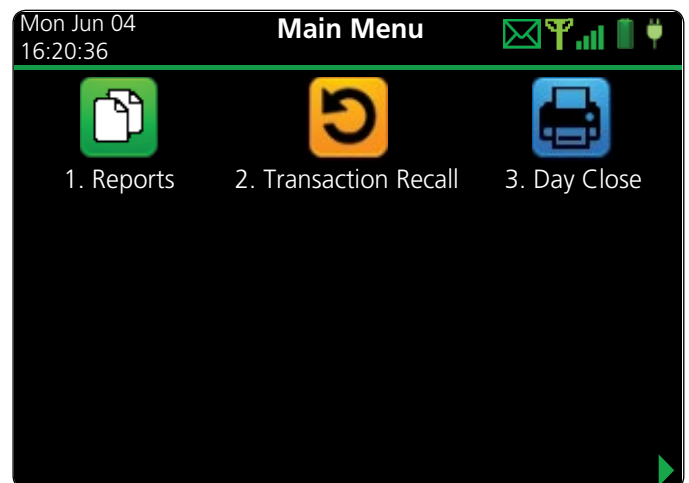 Mon Jun 04
16:20:36
Main Menu
1. Reports
2. Transaction Recall
3. Day Close